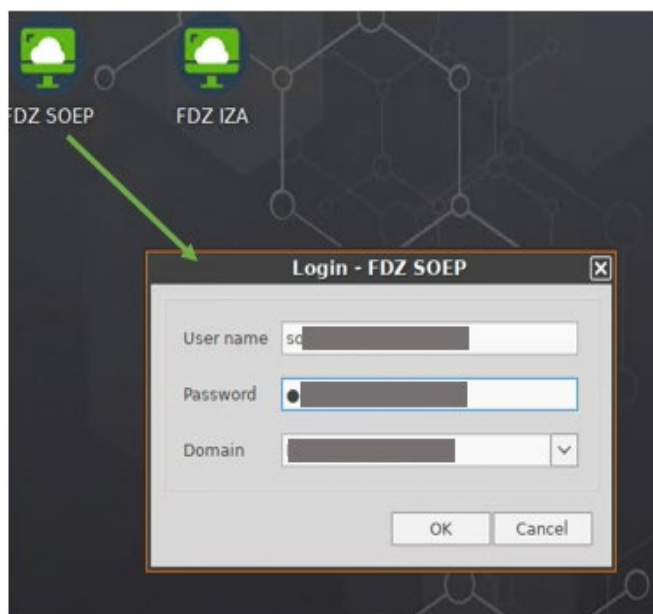 FDZ SOEP
FDZ IZA
Login - FDZ SOEP
User name
Password
Domain
OK
Cancel